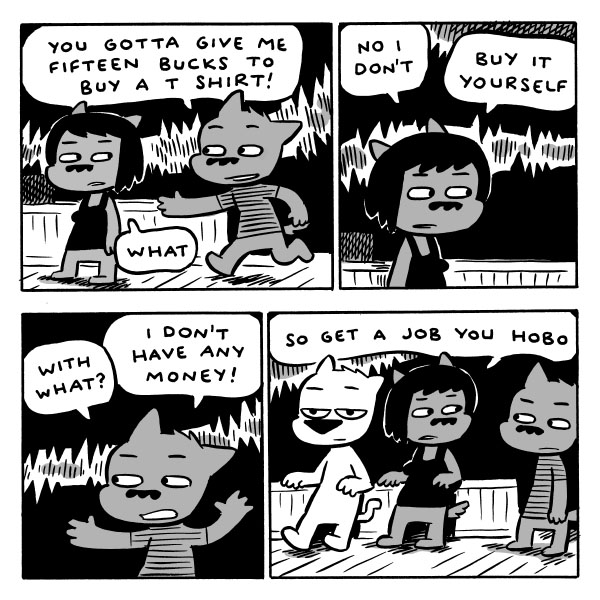 YOU GOTTA GIVE ME
FIFTEEN BUCKS TO
BUY A T SHIRT!
WHAT
NO I
DON'T
BUY IT
YOURSELF
WITH
WHAT?
I DON'T
HAVE ANY
MONEY!
SO GET A JOB YOU HOBO